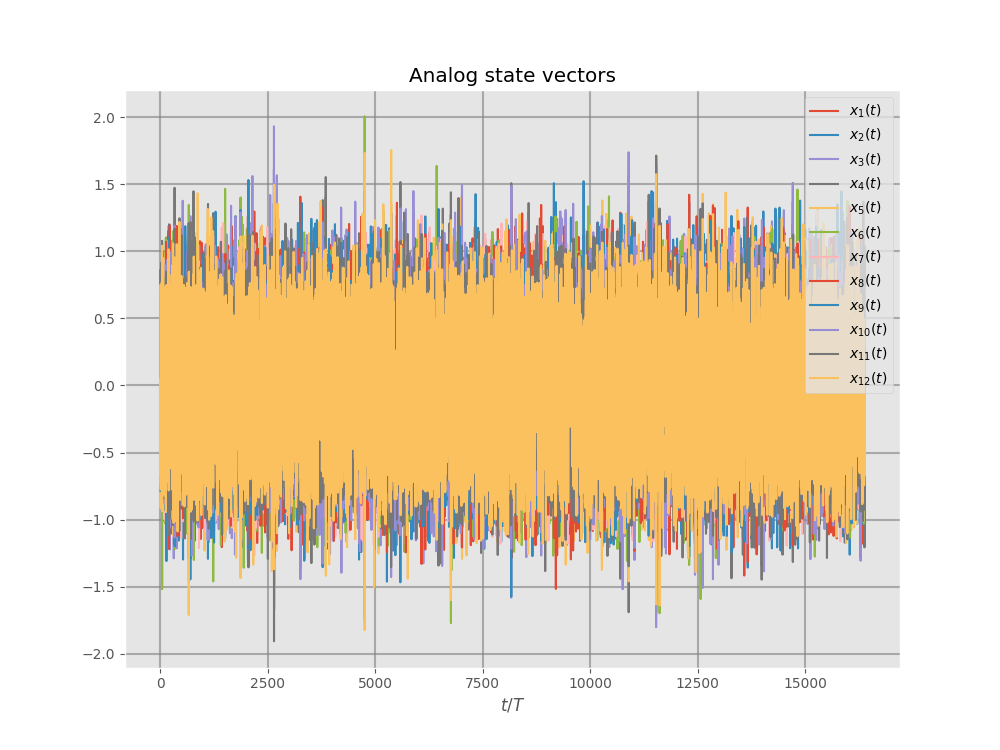 Analog state vectors
2.0
1.5
1.0
0.5
0.0
−0.5
−1.0
−1.5
−2.0
x₁(t)
x₂(t)
x₃(t)
x₄(t)
x₅(t)
x₆(t)
x₇(t)
x₈(t)
x₉(t)
x₁₀(t)
x₁₁(t)
x₁₂(t)
0 2500 5000 7500 10000 12500 15000
t/T